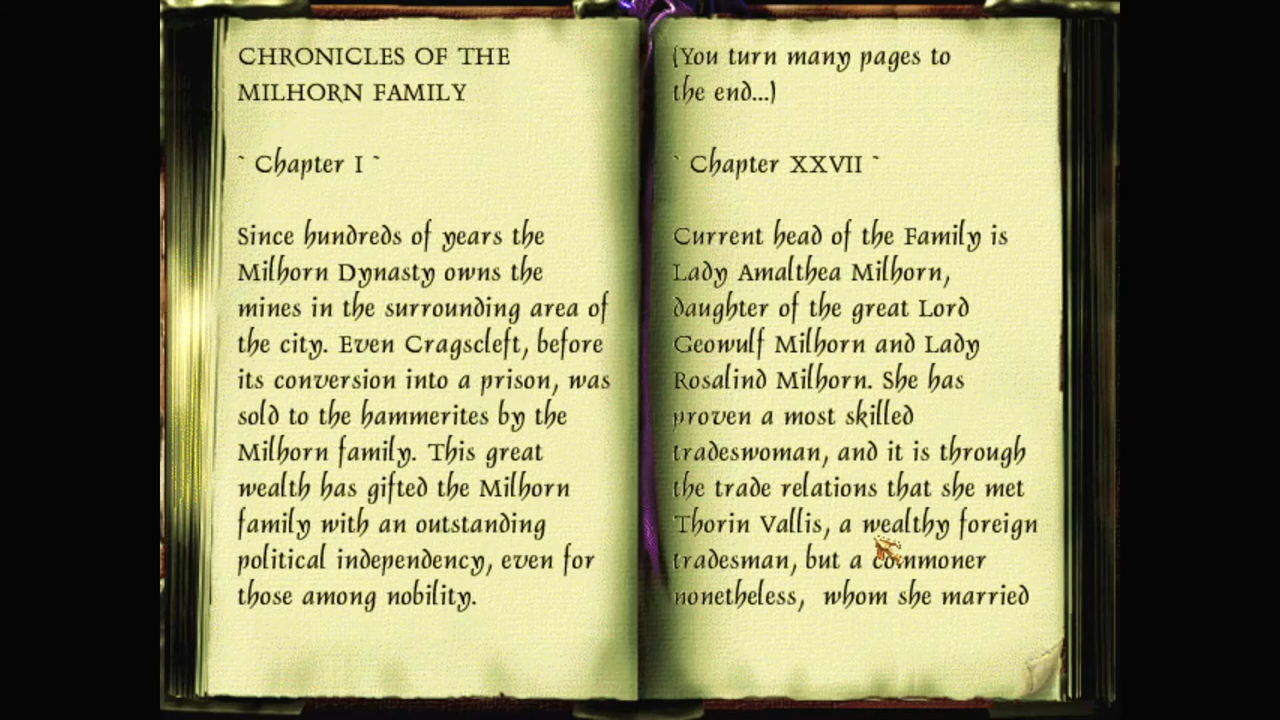 CHRONICLES OF THE
MILHORN FAMILY
` Chapter I `
Since hundreds of years the
Milhorn Dynasty owns the
mines in the surrounding area of
the city. Even Cragscleft, before
its conversion into a prison, was
sold to the hammerites by the
Milhorn family. This great
wealth has gifted the Milhorn
family with an outstanding
political independency, even for
those among nobility.
(You turn many pages to
the end...)
` Chapter XXVII `
Current head of the Family is
Lady Amalthea Milhorn,
daughter of the great Lord
Geowulf Milhorn and Lady
Rosalind Milhorn. She has
proven a most skilled
tradeswoman, and it is through
the trade relations that she met
Thorin Vallis, a wealthy foreign
tradesman, but a commoner
nonetheless, whom she married